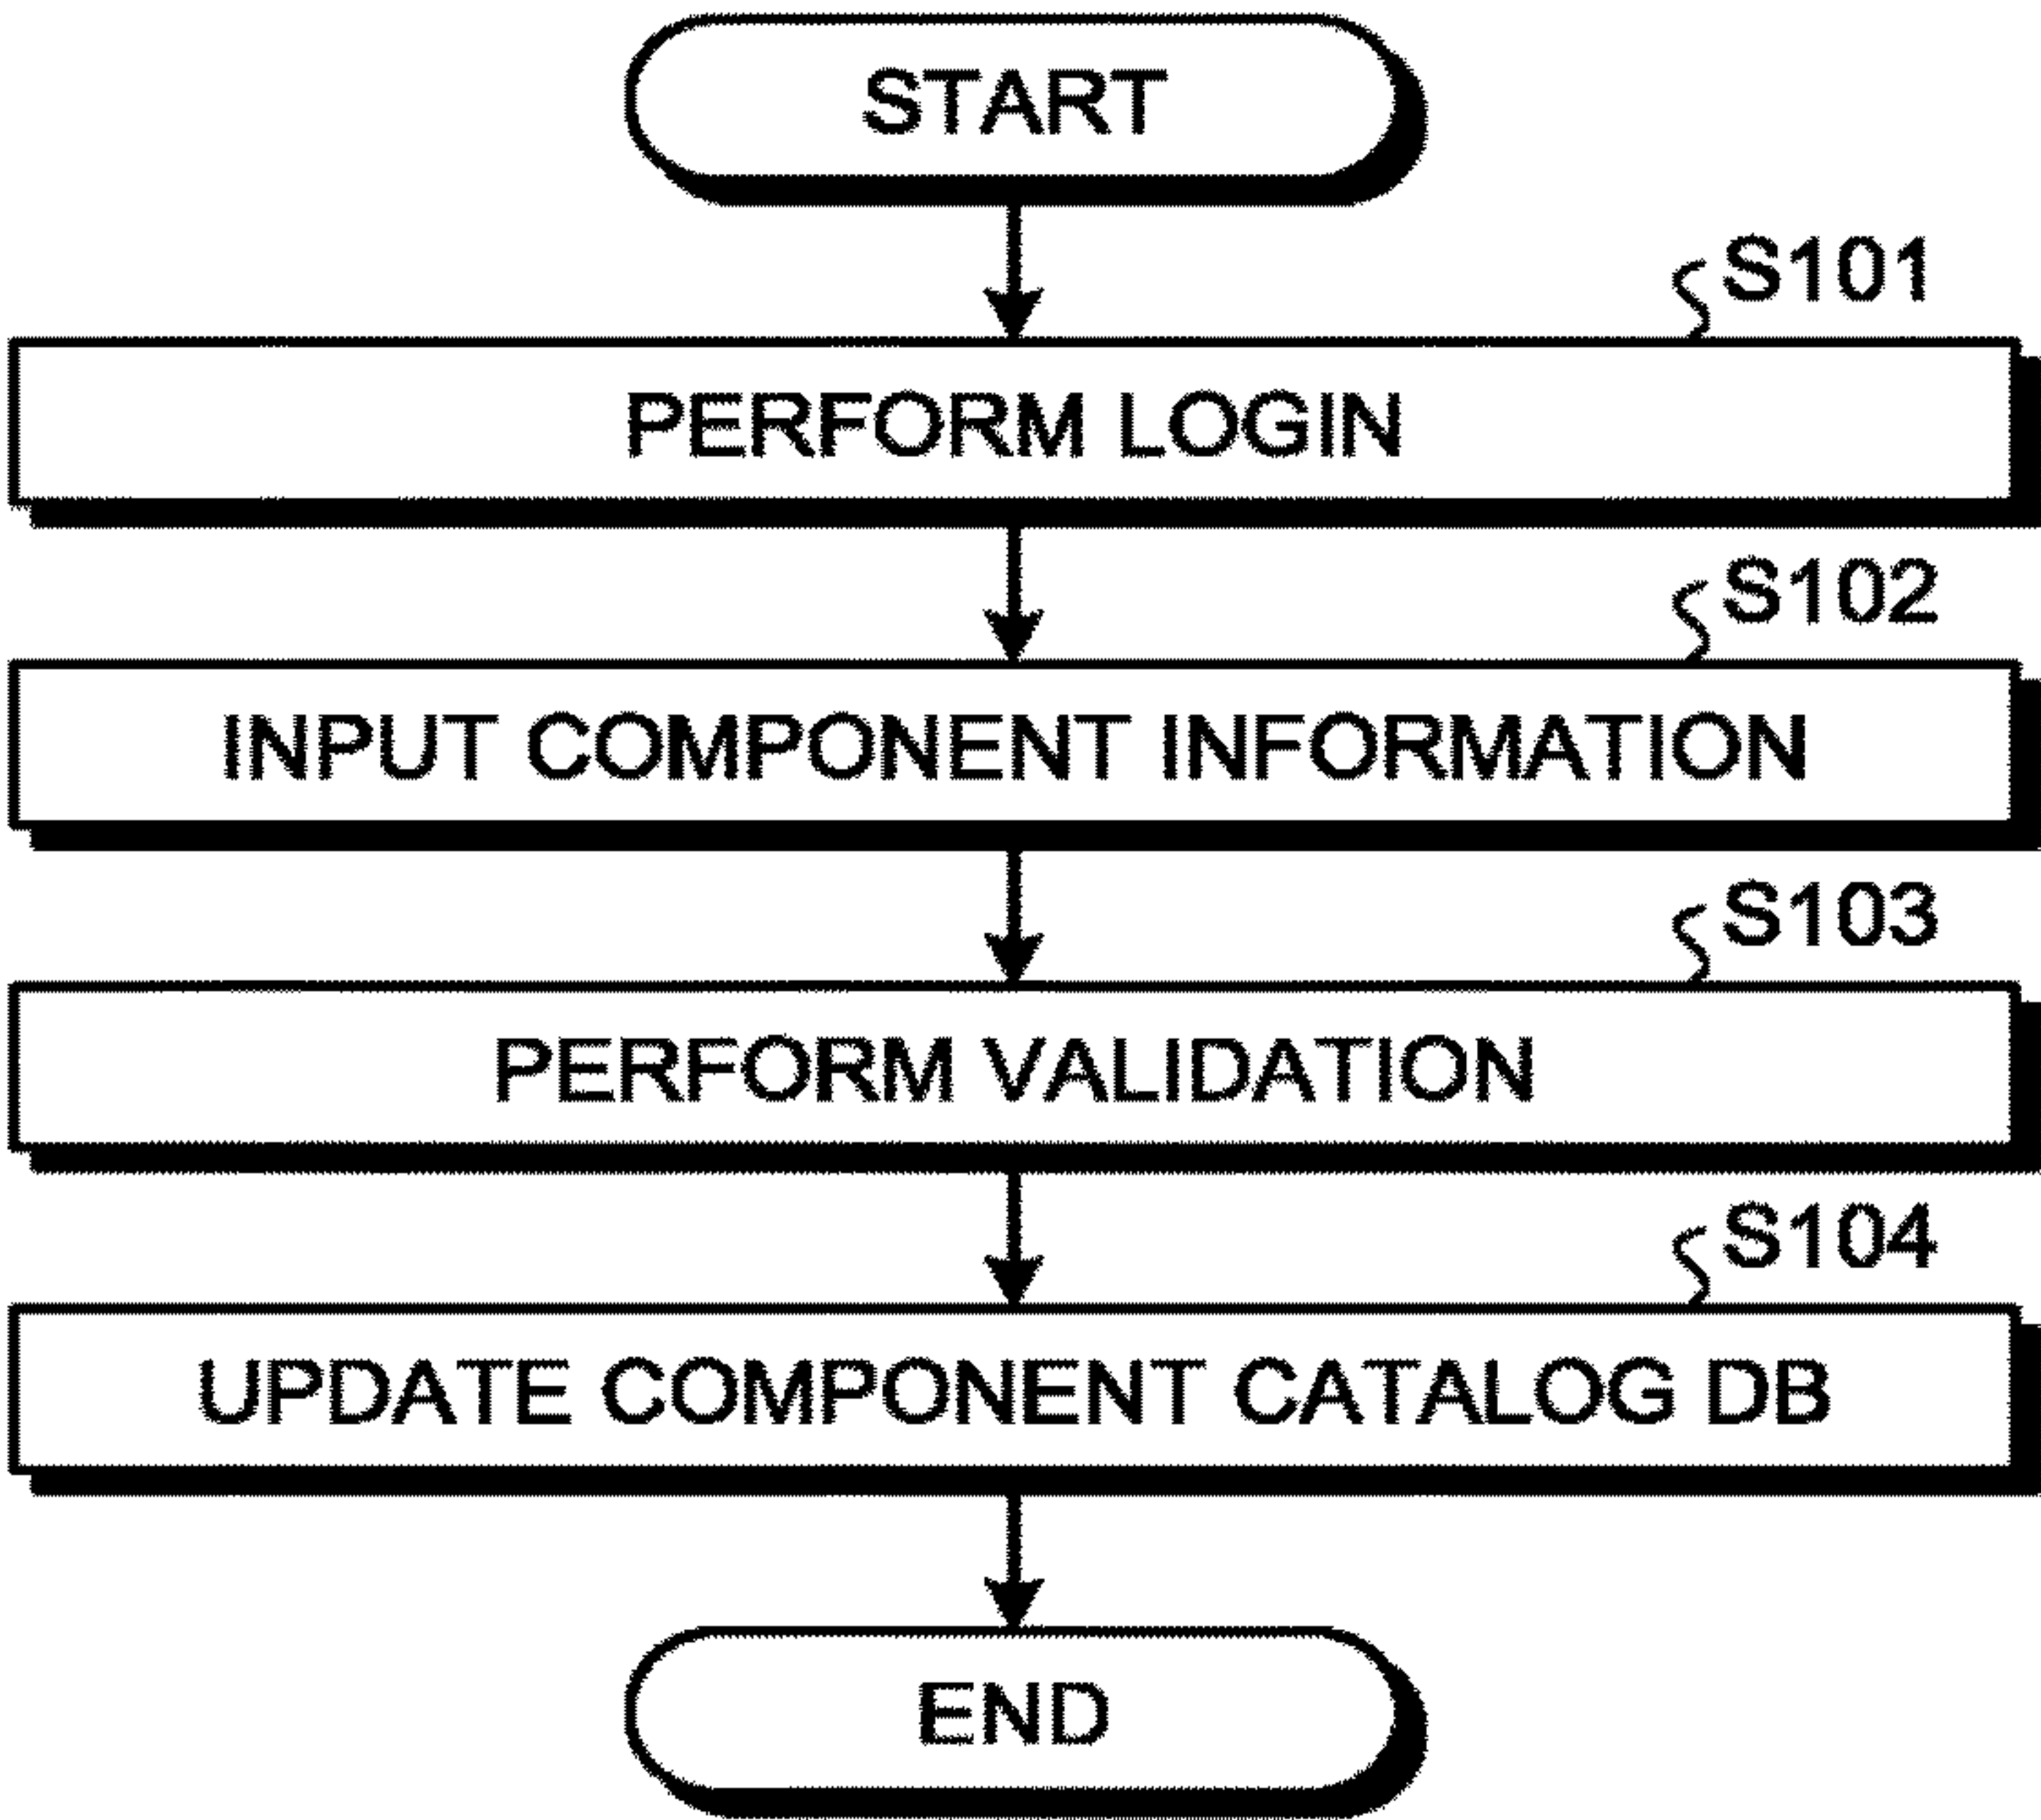 START
S101
PERFORM LOGIN
S102
INPUT COMPONENT INFORMATION
S103
PERFORM VALIDATION
S104
UPDATE COMPONENT CATALOG DB
END